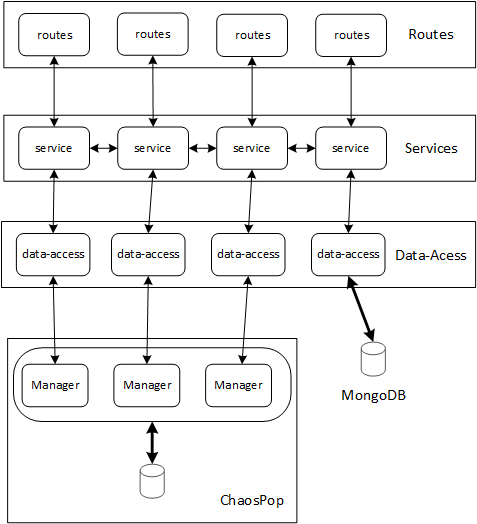 routes routes routes routes Routes
service service service service Services
data-access data-access data-access data-access Data-Acess
Manager Manager Manager
MongoDB
ChaosPop